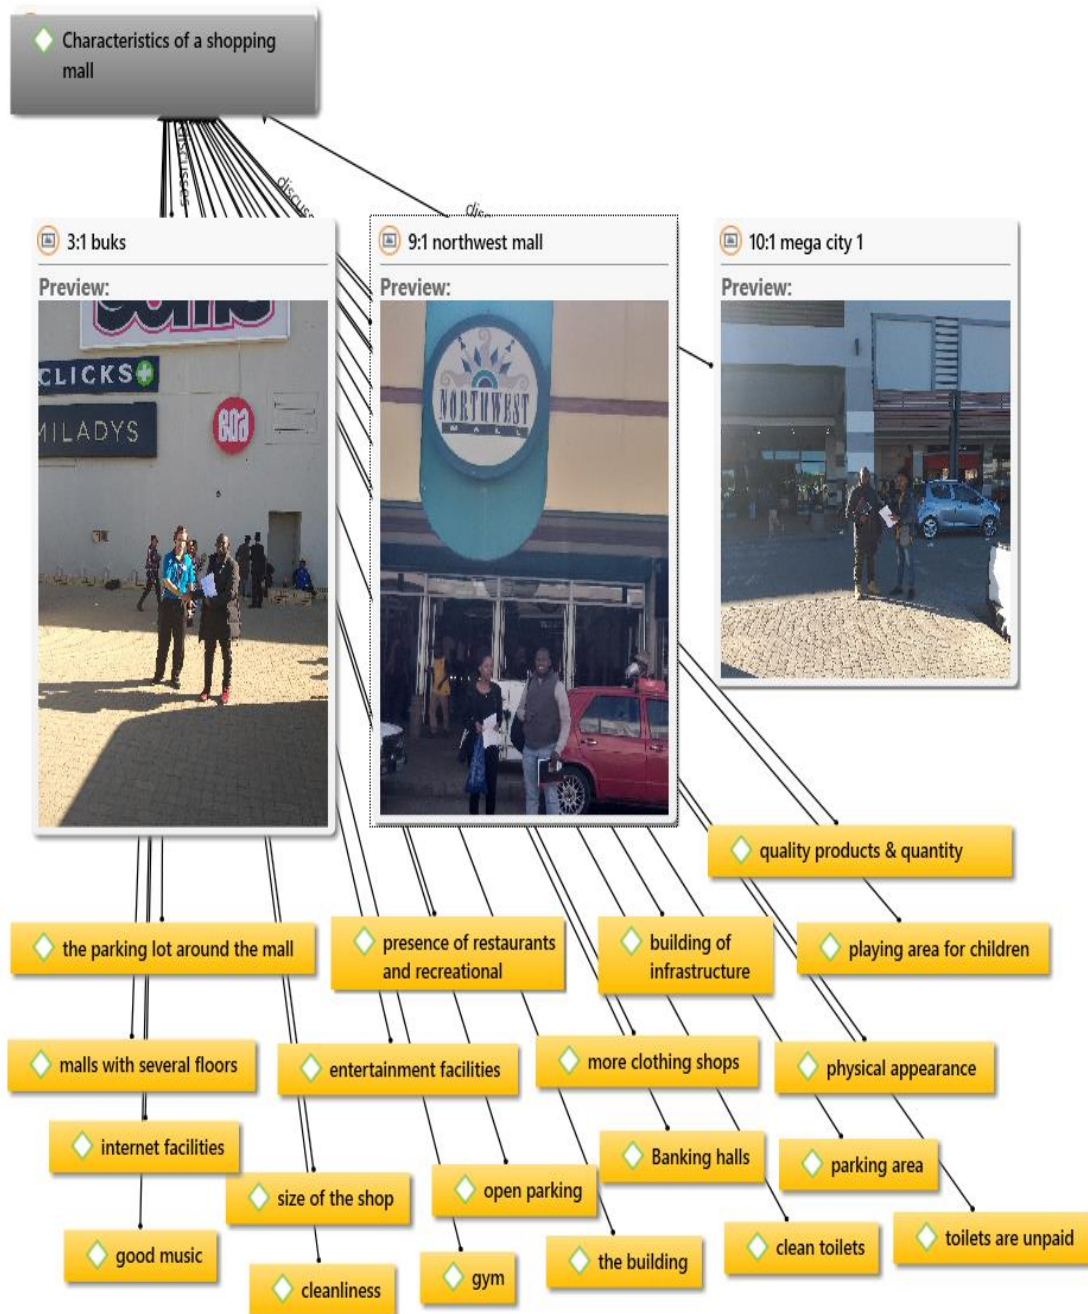 Characteristics of a shopping
mall
discusses
3:1 buks
Preview:
CLICKS
MILADYS
9:1 northwest mall
Preview:
NORTHWEST
MALL
10:1 mega city 1
Preview:
quality products & quantity
the parking lot around the mall
presence of restaurants
and recreational
building of
infrastructure
playing area for children
malls with several floors
entertainment facilities
more clothing shops
physical appearance
internet facilities
size of the shop
open parking
Banking halls
parking area
good music
cleanliness
gym
the building
clean toilets
toilets are unpaid